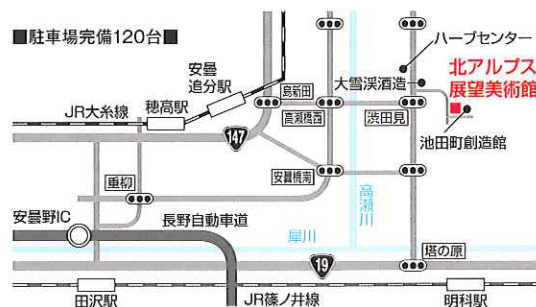 ■駐車場完備120台■
ハーブセンター
安曇
追分駅
大雪渓酒造
北アルプス
展望美術館
島新田
穂高駅
JR大糸線
高瀬橋西
渋田見
147
池田町創造館
安曇橋南
重柳
高瀬川
安曇野IC
長野自動車道
犀川
塔の原
19
田沢駅
JR篠ノ井線
明科駅